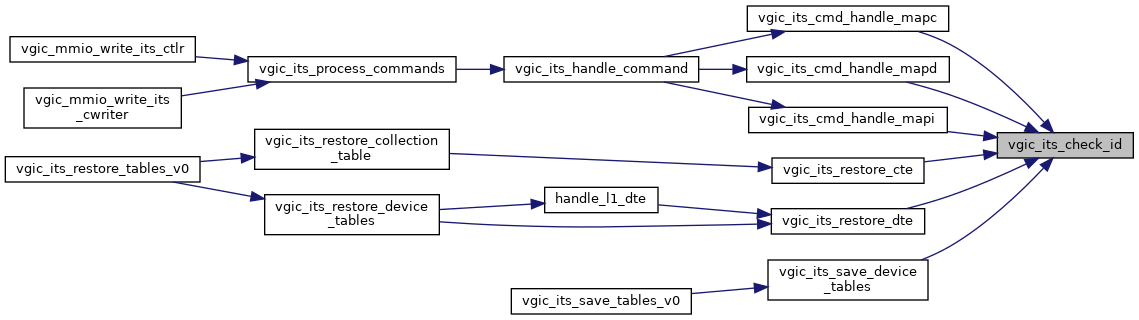 vgic_its_cmd_handle_mapc
vgic_mmio_write_its_ctlr
vgic_its_process_commands
vgic_its_handle_command
vgic_its_cmd_handle_mapd
vgic_mmio_write_its
_cwriter
vgic_its_cmd_handle_mapi
vgic_its_check_id
vgic_its_restore_collection
_table
vgic_its_restore_tables_v0
vgic_its_restore_cte
handle_l1_dte
vgic_its_restore_device
_tables
vgic_its_restore_dte
vgic_its_save_device
_tables
vgic_its_save_tables_v0